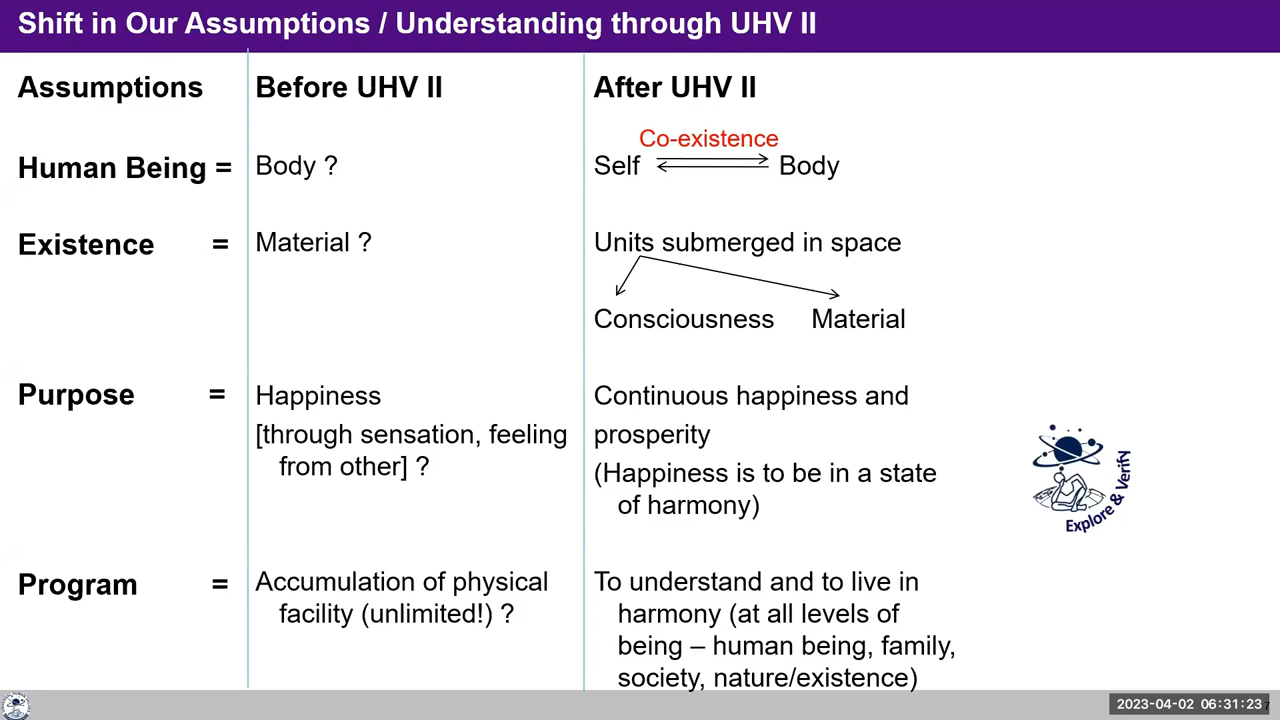 Shift in Our Assumptions / Understanding through UHV II
Assumptions
Before UHV II
After UHV II
Co-existence
Human Being =
Body ?
Self
Body
Existence =
Material ?
Units submerged in space
Consciousness
Material
Purpose =
Happiness
[through sensation, feeling
from other] ?
Continuous happiness and
prosperity
(Happiness is to be in a state
of harmony)
Explore & Verify
Program =
Accumulation of physical
facility (unlimited!) ?
To understand and to live in
harmony (at all levels of
being – human being, family,
society, nature/existence)
2023-04-02 06:31:23
7